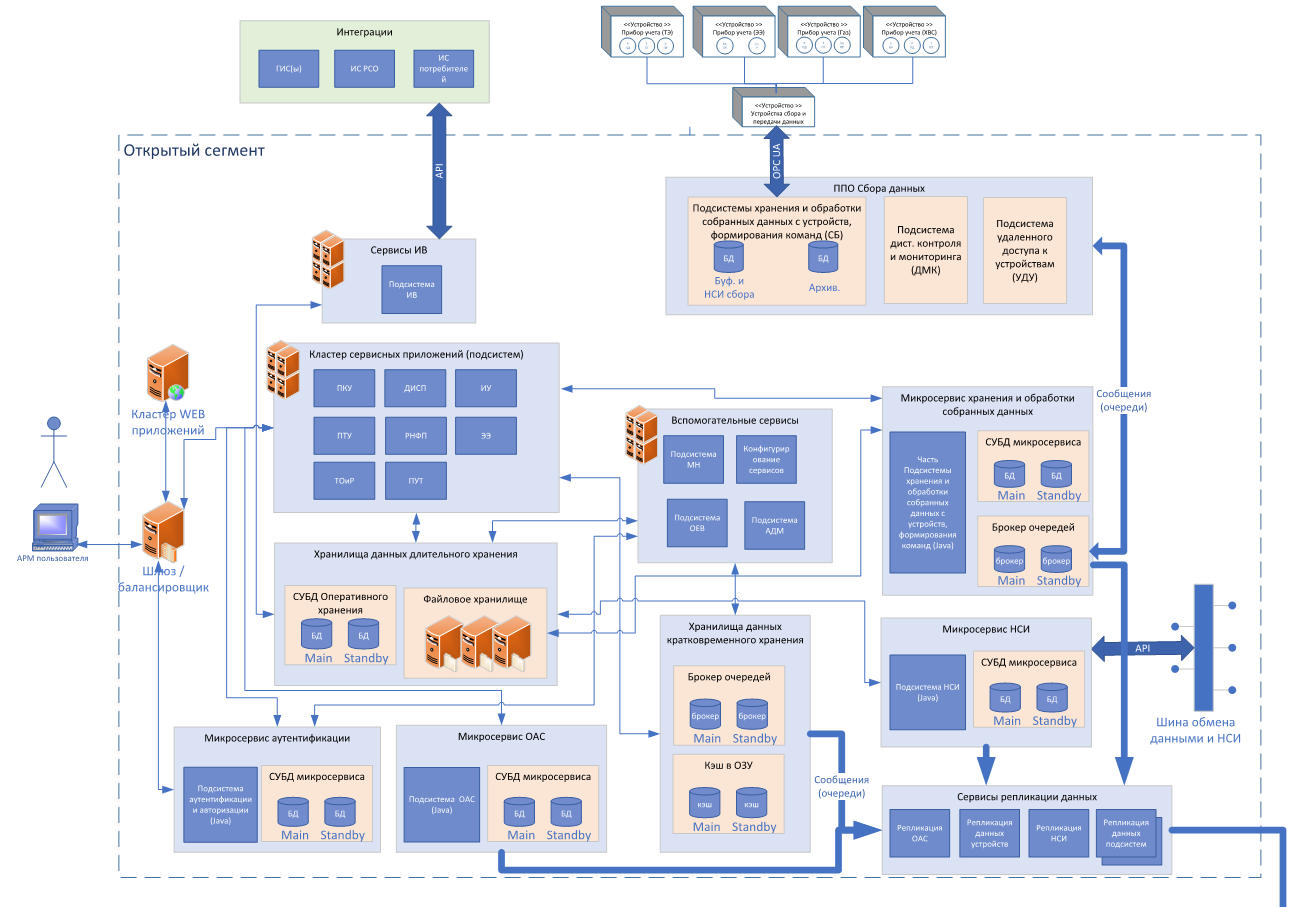 Интеграции
ГИС(ы)
ИС РСО
ИС
потребителе
й
<<Устройство >>
Прибор учета (ТЭ)
<<Устройство >>
Прибор учета (ЭЭ)
<<Устройство >>
Прибор учета (Газ)
<<Устройство >>
Прибор учета (ХВС)
<<Устройство >>
Устройства сбора и
передачи данных
Открытый сегмент
API
OPC UA
ППО Сбора данных
Подсистемы хранения и обработки
собранных данных с устройств,
формирования команд (СБ)
БД
Буф. и
НСИ сбора
БД
Архив.
Подсистема
дист. контроля
и мониторинга
(ДМК)
Подсистема
удаленного
доступа к
устройствам
(УДУ)
Сервисы ИВ
Подсистема
ИВ
Кластер сервисных приложений (подсистем)
ПКУ
ДИСП
ИУ
ПТУ
РНФП
ЭЭ
ТОиР
ПУТ
Кластер WEB
приложений
АРМ пользователя
Шлюз /
балансировщик
Вспомогательные сервисы
Подсистема
МН
Конфигурир
ование
сервисов
Подсистема
ОЕВ
Подсистема
АДМ
Микросервис хранения и обработки
собранных данных
Часть
Подсистемы
хранения и
обработки
собранных
данных с
устройств,
формирования
команд (Java)
СУБД микросервиса
БД
БД
Main
Standby
Брокер очередей
брокер
брокер
Main
Standby
Сообщения
(очереди)
Хранилища данных длительного хранения
СУБД Оперативного
хранения
БД
БД
Main
Standby
Файловое хранилище
Хранилища данных
кратковременного хранения
Брокер очередей
брокер
брокер
Main
Standby
Кэш в ОЗУ
кэш
кэш
Main
Standby
Микросервис НСИ
Подсистема НСИ
(Java)
СУБД микросервиса
БД
БД
Main
Standby
API
Шина обмена
данными и НСИ
Микросервис аутентификации
Подсистема
аутентификации
и авторизации
(Java)
СУБД микросервиса
БД
БД
Main
Standby
Микросервис ОАС
Подсистема ОАС
(Java)
СУБД микросервиса
БД
БД
Main
Standby
Сообщения
(очереди)
Сервисы репликации данных
Репликация
ОАС
Репликация
данных
устройств
Репликация
НСИ
Репликация
данных
подсистем